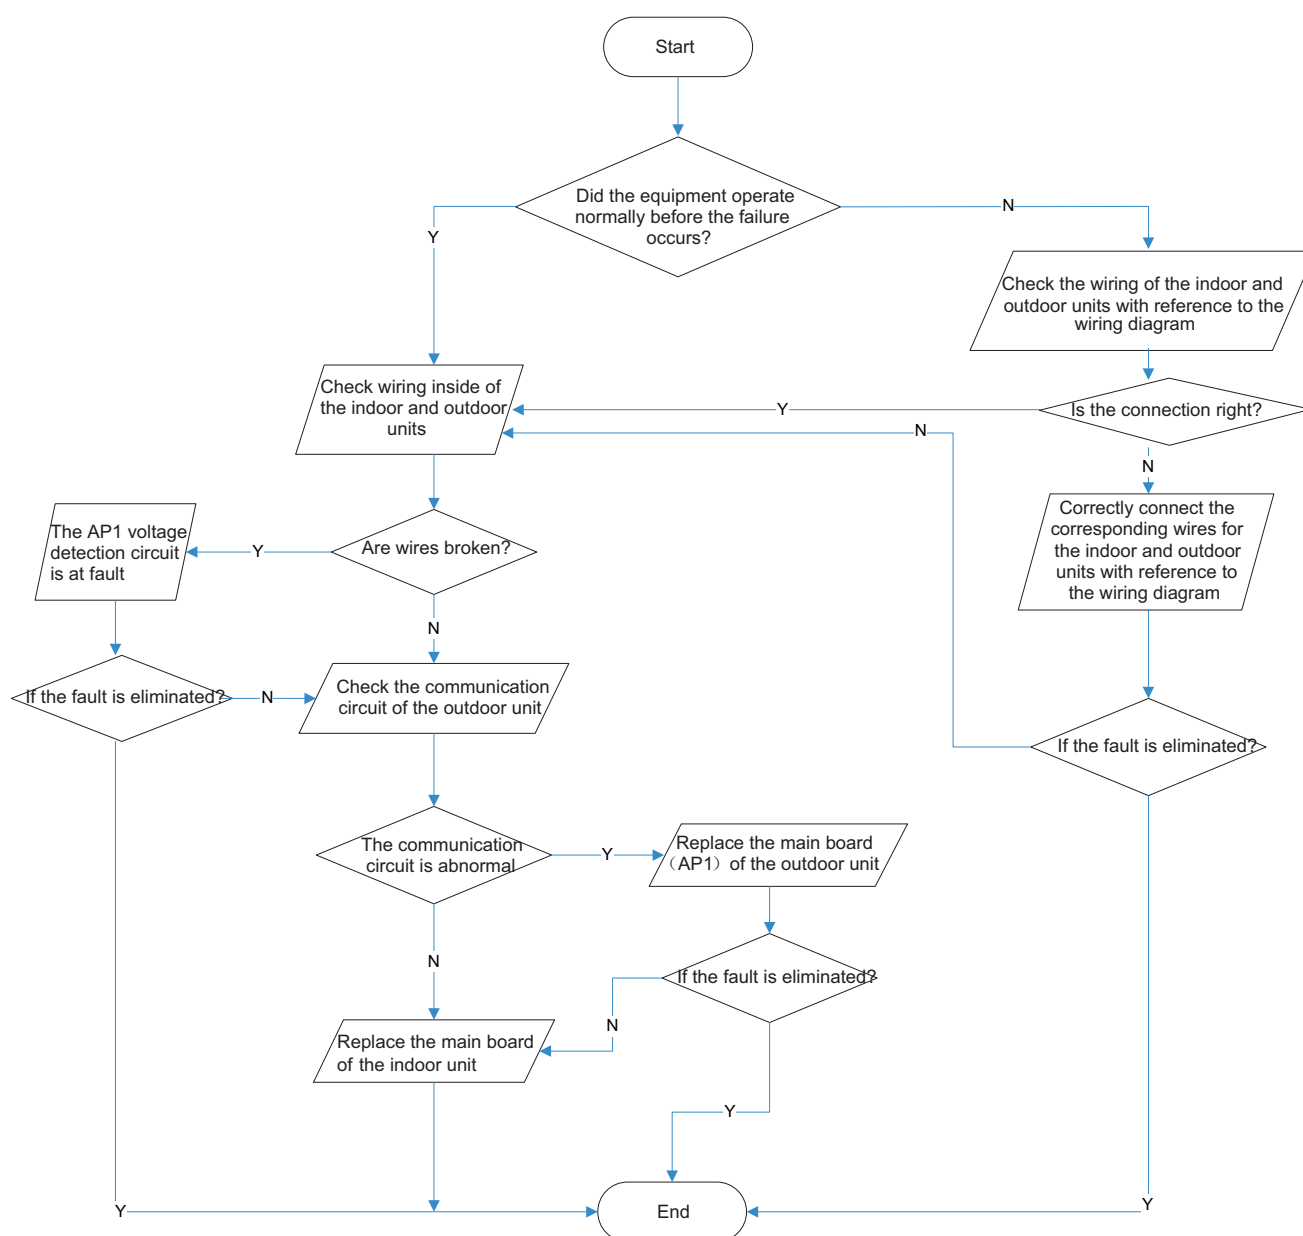 Start
Did the equipment operate
normally before the failure
occurs?
Y
N
Check the wiring of the indoor and
outdoor units with reference to the
wiring diagram
Check wiring inside of
the indoor and outdoor
units
Y
Is the connection right?
N
N
Correctly connect the
corresponding wires for
the indoor and outdoor
units with reference to
the wiring diagram
The AP1 voltage
detection circuit
is at fault
Y
Are wires broken?
N
If the fault is eliminated?
N
Check the communication
circuit of the outdoor unit
If the fault is eliminated?
The communication
circuit is abnormal
Y
Replace the main board
（AP1）of the outdoor unit
N
If the fault is eliminated?
N
Replace the main board
of the indoor unit
Y
Y
End
Y